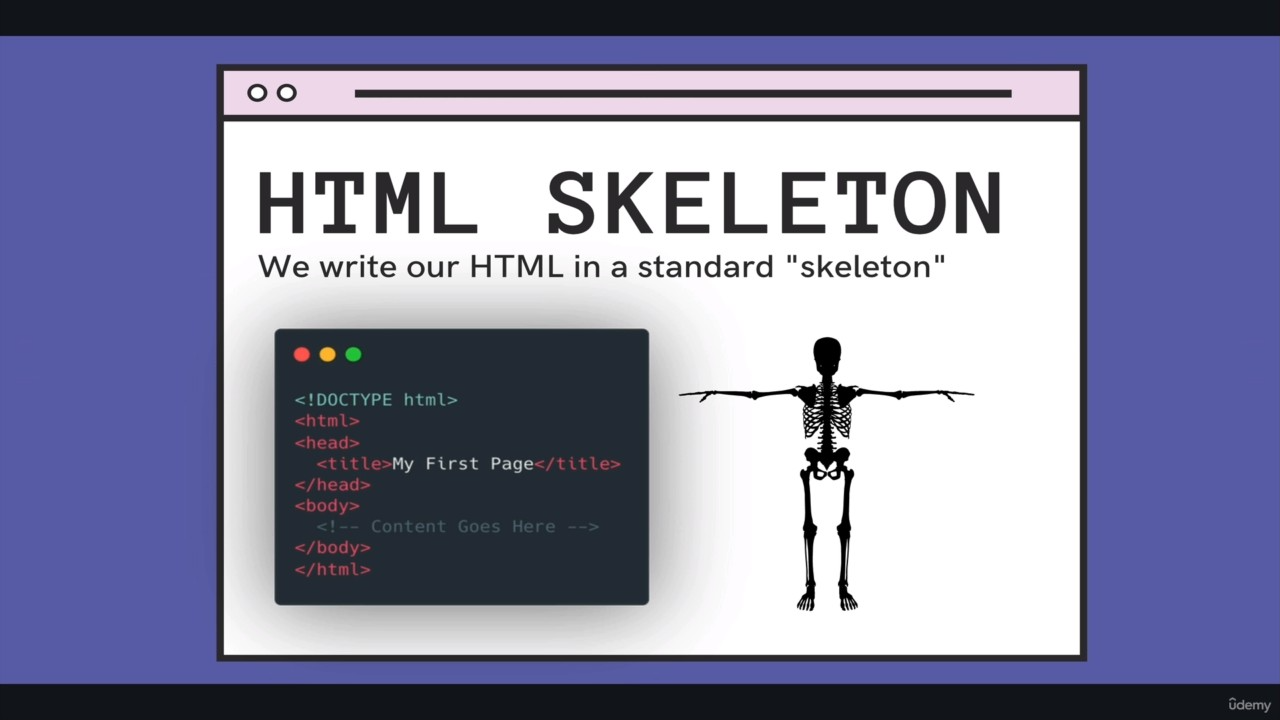 HTML SKELETON
We write our HTML in a standard "skeleton"
<!DOCTYPE html>
<html>
<head>
<title>My First Page</title>
</head>
<body>
<!-- Content Goes Here -->
</body>
</html>
ûdemy